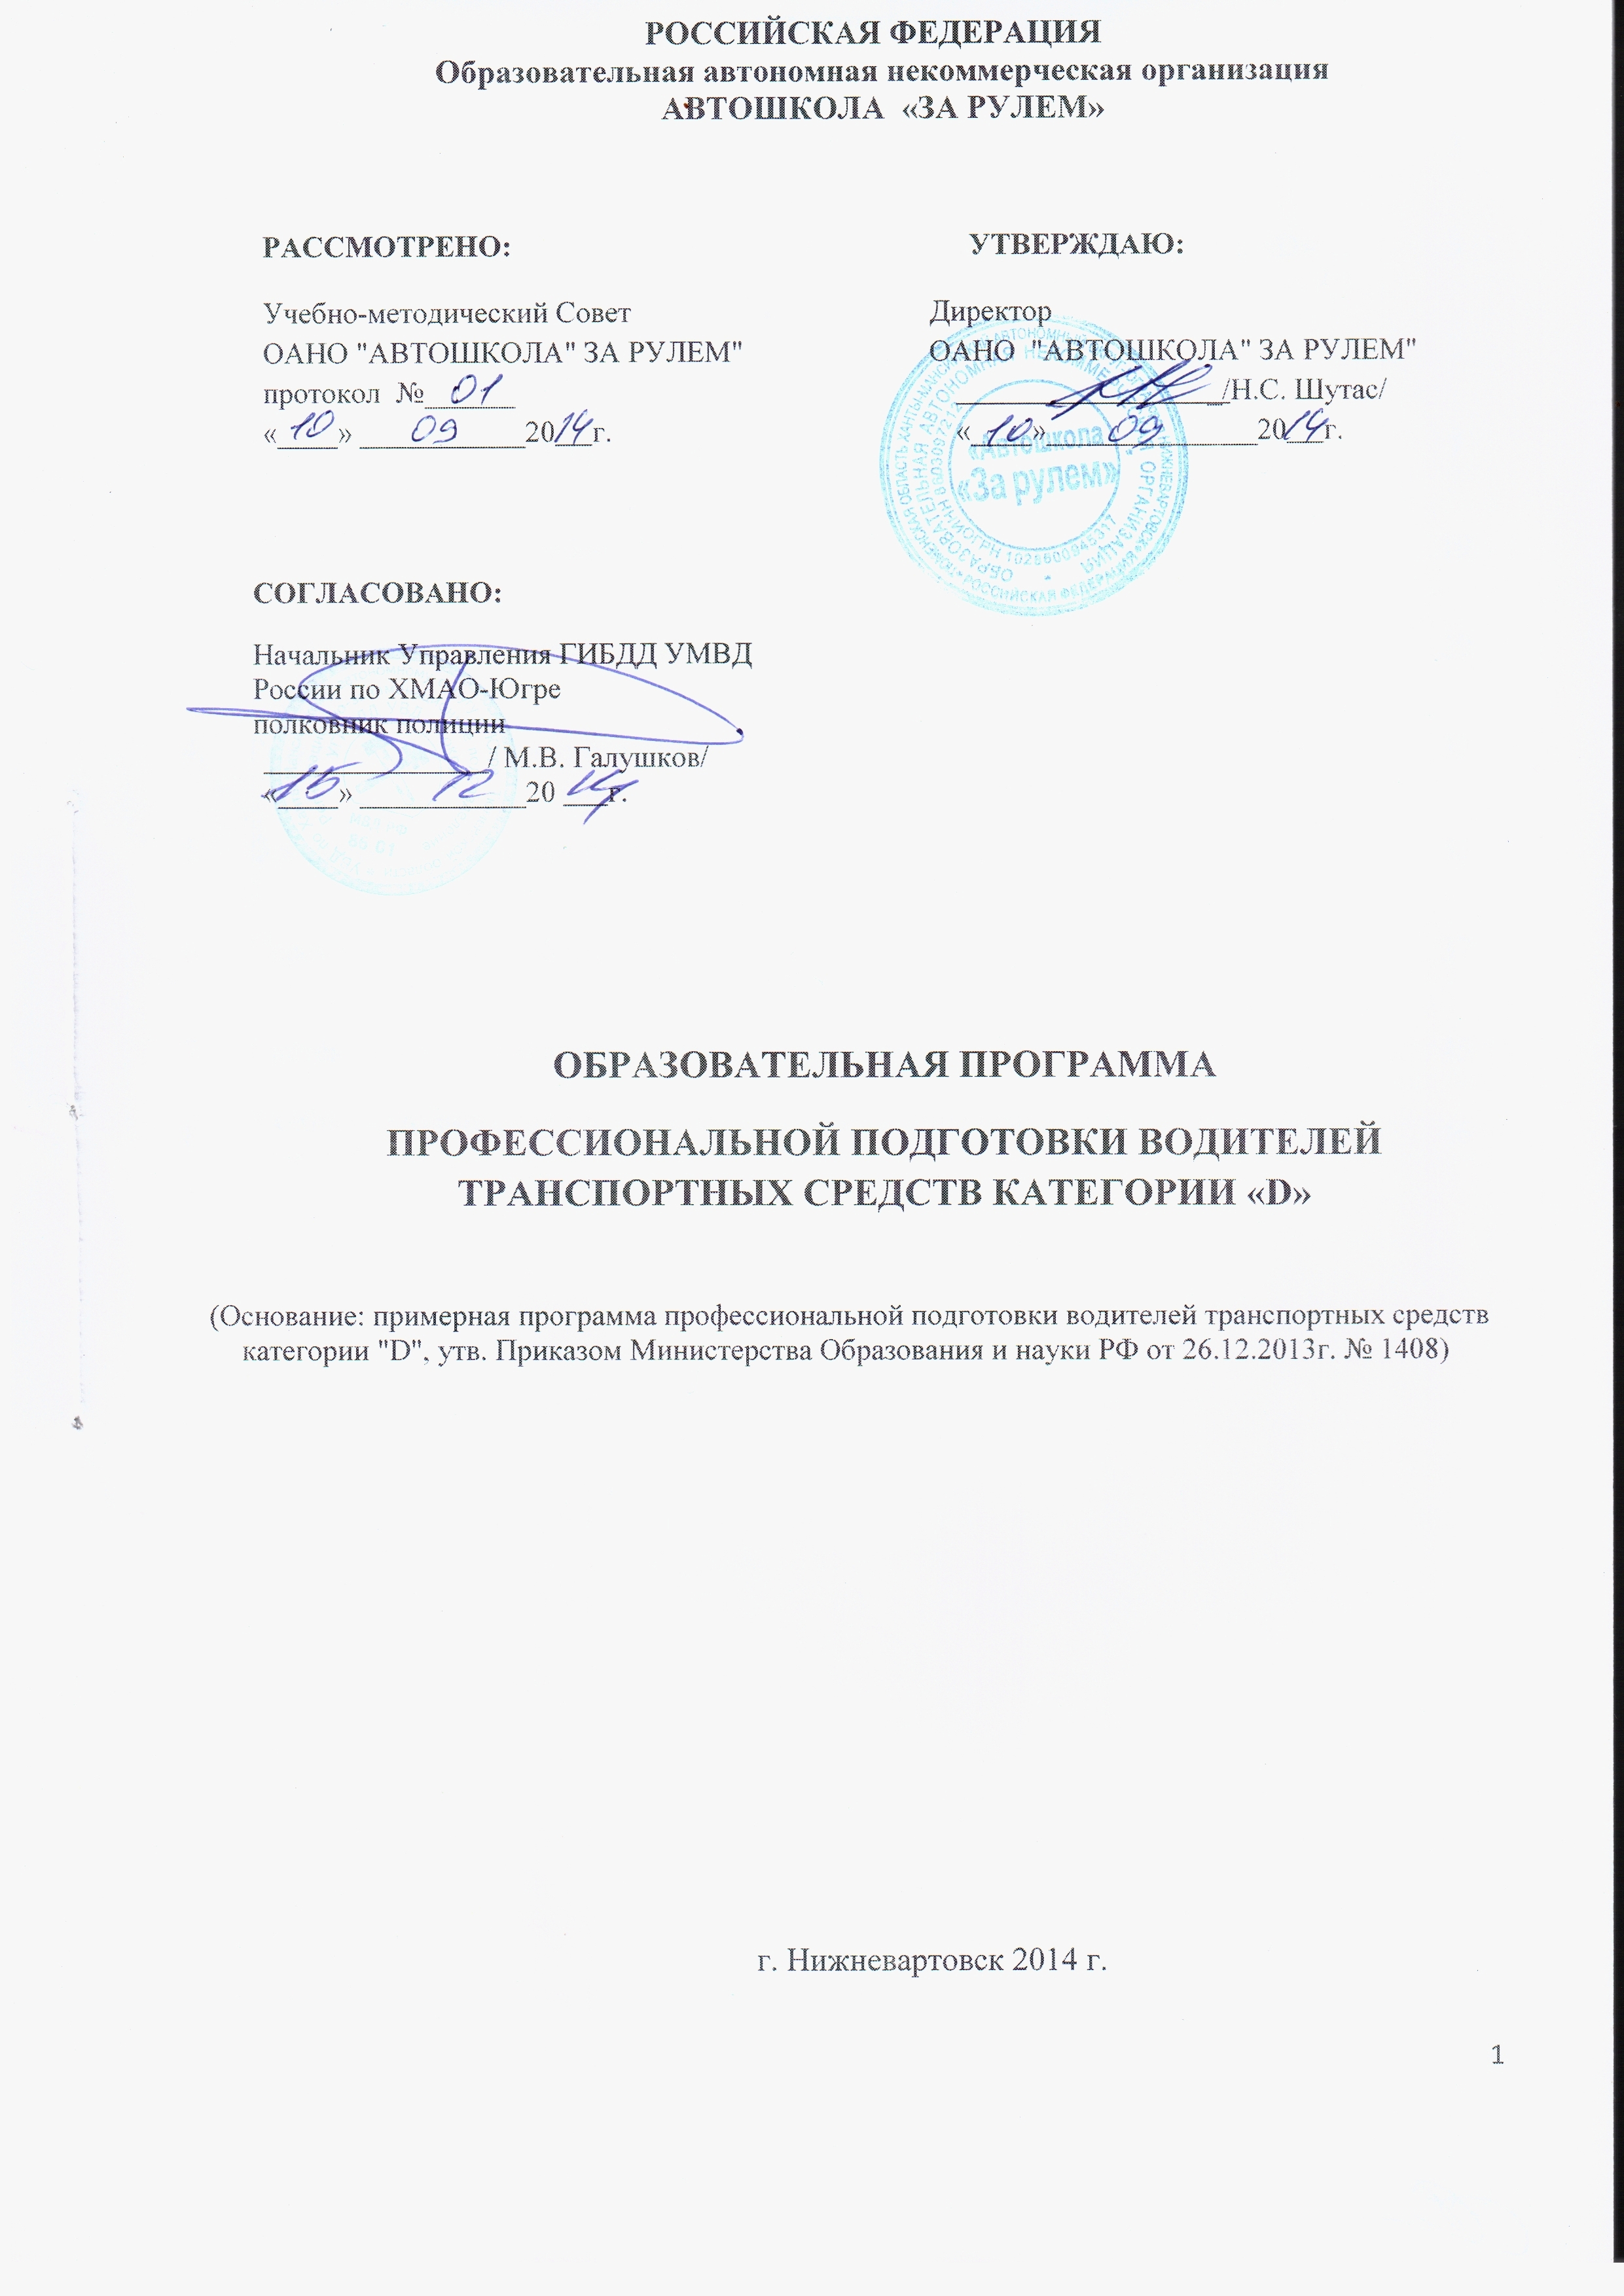 РОССИЙСКАЯ ФЕДЕРАЦИЯ
Образовательная автономная некоммерческая организация
АВТОШКОЛА «ЗА РУЛЕМ»
РАССМОТРЕНО:
Учебно-методический Совет
ОАНО "АВТОШКОЛА" ЗА РУЛЕМ"
протокол № 01
«10» 09 2014г.
УТВЕРЖДАЮ:
Директор
ОАНО "АВТОШКОЛА" ЗА РУЛЕМ"
/Н.С. Шутас/
«10» 09 2014г.
«Автошкола
«За рулем»
СОГЛАСОВАНО:
Начальник Управления ГИБДД УМВД
России по ХМАО-Югре
полковник полиции
/ М.В. Галушков/
«15» 12 20 14г.
ОБРАЗОВАТЕЛЬНАЯ ПРОГРАММА
ПРОФЕССИОНАЛЬНОЙ ПОДГОТОВКИ ВОДИТЕЛЕЙ
ТРАНСПОРТНЫХ СРЕДСТВ КАТЕГОРИИ «D»
(Основание: примерная программа профессиональной подготовки водителей транспортных средств
категории "D", утв. Приказом Министерства Образования и науки РФ от 26.12.2013г. № 1408)
г. Нижневартовск 2014 г.
1